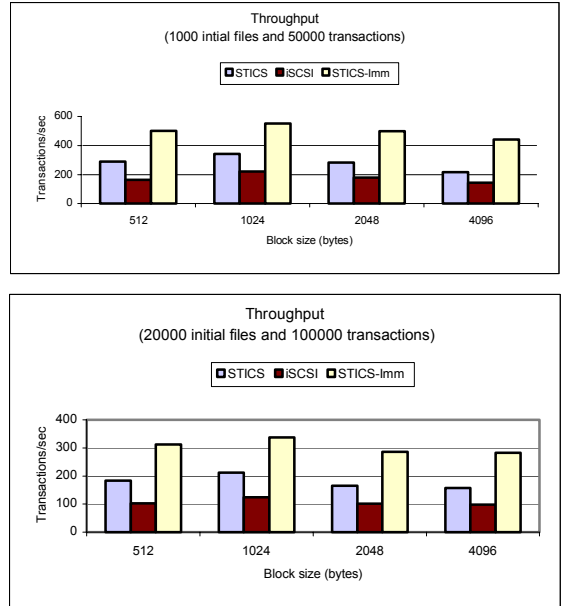 Throughput
(1000 intial files and 50000 transactions)
STICS iSCSI STICS-Imm
Transactions/sec
600
400
200
0
512 1024 2048 4096
Block size (bytes)
Throughput
(20000 initial files and 100000 transactions)
STICS iSCSI STICS-Imm
Transactions/sec
400
300
200
100
0
512 1024 2048 4096
Block size (bytes)